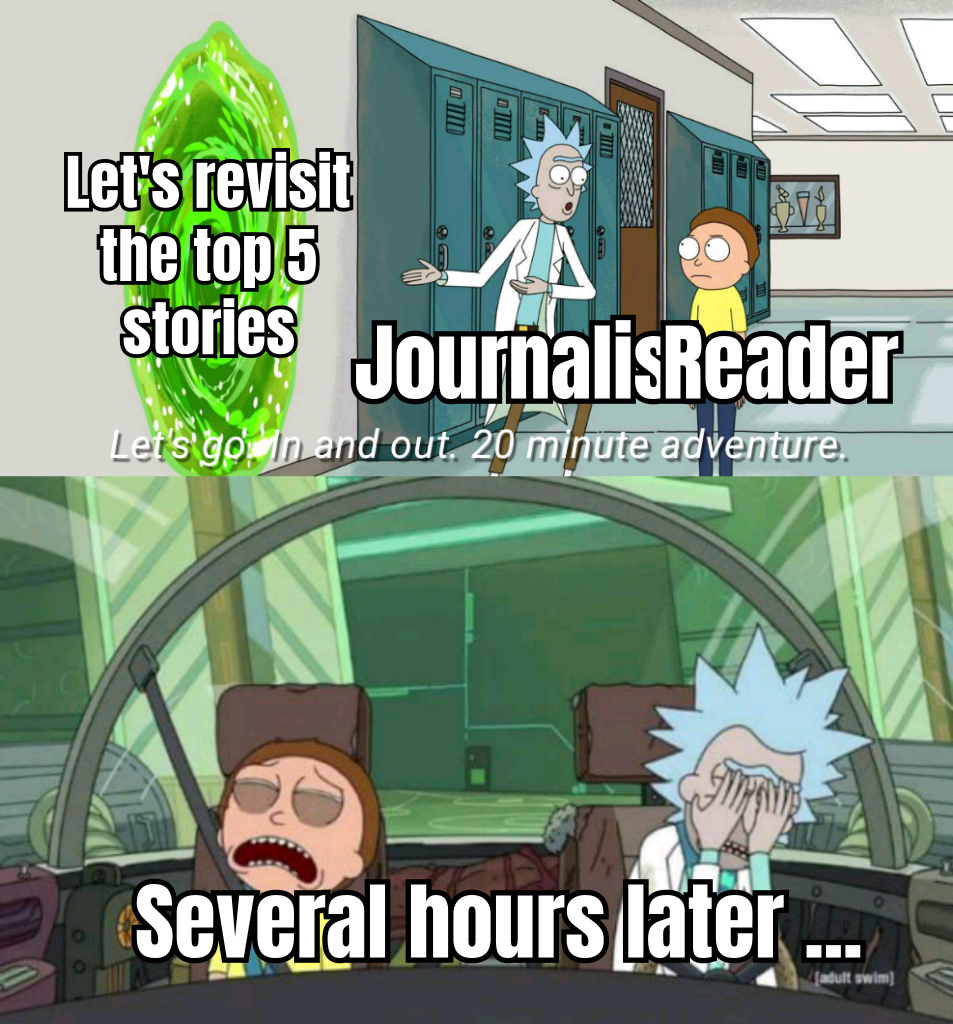 Let's revisit
the top 5
stories
JournalisReader
Let's go. In and out. 20 minute adventure.
Several hours later ...
[adult swim]